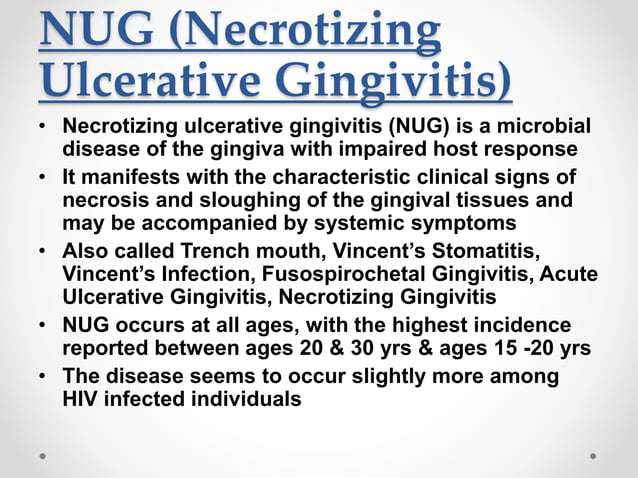 NUG (Necrotizing
Ulcerative Gingivitis)
• Necrotizing ulcerative gingivitis (NUG) is a microbial
disease of the gingiva with impaired host response
• It manifests with the characteristic clinical signs of
necrosis and sloughing of the gingival tissues and
may be accompanied by systemic symptoms
• Also called Trench mouth, Vincent’s Stomatitis,
Vincent’s Infection, Fusospirochetal Gingivitis, Acute
Ulcerative Gingivitis, Necrotizing Gingivitis
• NUG occurs at all ages, with the highest incidence
reported between ages 20 & 30 yrs & ages 15 -20 yrs
• The disease seems to occur slightly more among
HIV infected individuals